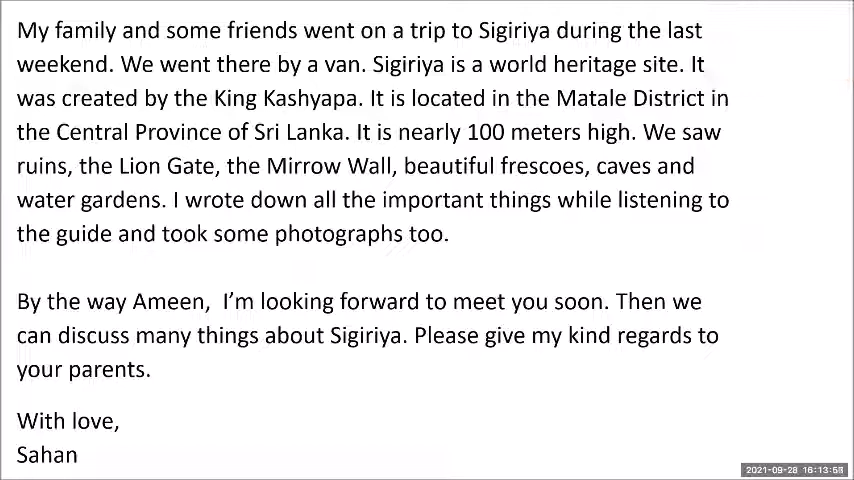 My family and some friends went on a trip to Sigiriya during the last
weekend. We went there by a van. Sigiriya is a world heritage site. It
was created by the King Kashyapa. It is located in the Matale District in
the Central Province of Sri Lanka. It is nearly 100 meters high. We saw
ruins, the Lion Gate, the Mirrow Wall, beautiful frescoes, caves and
water gardens. I wrote down all the important things while listening to
the guide and took some photographs too.
By the way Ameen,  I'm looking forward to meet you soon. Then we
can discuss many things about Sigiriya. Please give my kind regards to
your parents.
With love,
Sahan
2021-09-28 16:13:5